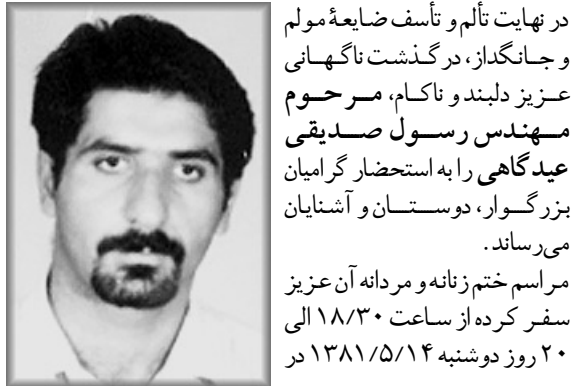 در نهایت تألم و تأسف ضایعهٔ مولم
و جانگداز، درگذشت ناگهانی
عزیز دلبند و ناکام، مرحوم
مهندس رسول صدیقی
عیدگاهی را به استحضار گرامیان
بزرگوار، دوستان و آشنایان
می‌رساند.
مراسم ختم زنانه و مردانه آن عزیز
سفر کرده از ساعت ۱۸/۳۰ الی
۲۰ روز دوشنبه ۱۳۸۱/۵/۱۴ در